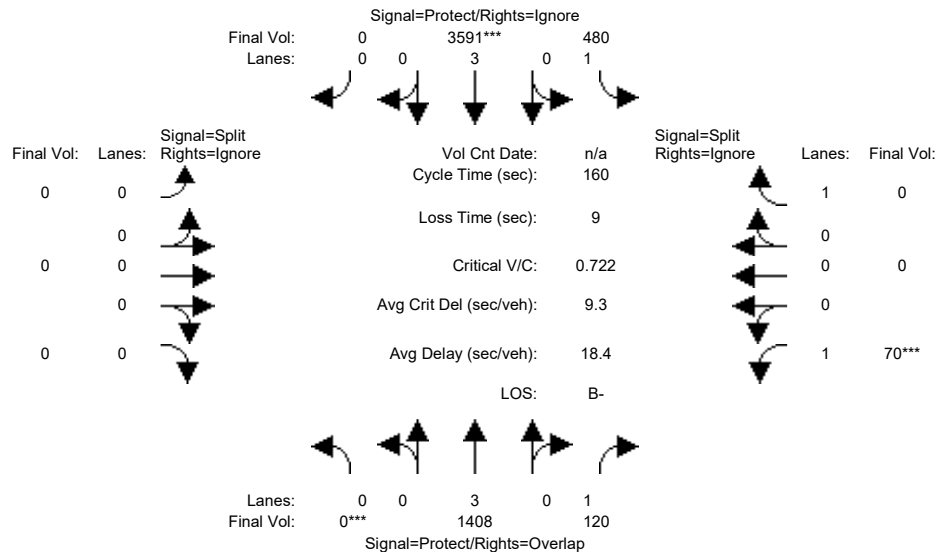 Signal=Protect/Rights=Ignore
Final Vol: 0 3591*** 480
Lanes: 0 0 3 0 1
Signal=Split
Final Vol: Lanes: Rights=Ignore
Vol Cnt Date: n/a
Signal=Split
Rights=Ignore Lanes: Final Vol:
Cycle Time (sec): 160
0 0
1 0
Loss Time (sec): 9
0
0
0 0
Critical V/C: 0.722
0 0
0
Avg Crit Del (sec/veh): 9.3
0
0 0
Avg Delay (sec/veh): 18.4
1 70***
LOS: B-
Lanes: 0 0 3 0 1
Final Vol: 0*** 1408 120
Signal=Protect/Rights=Overlap